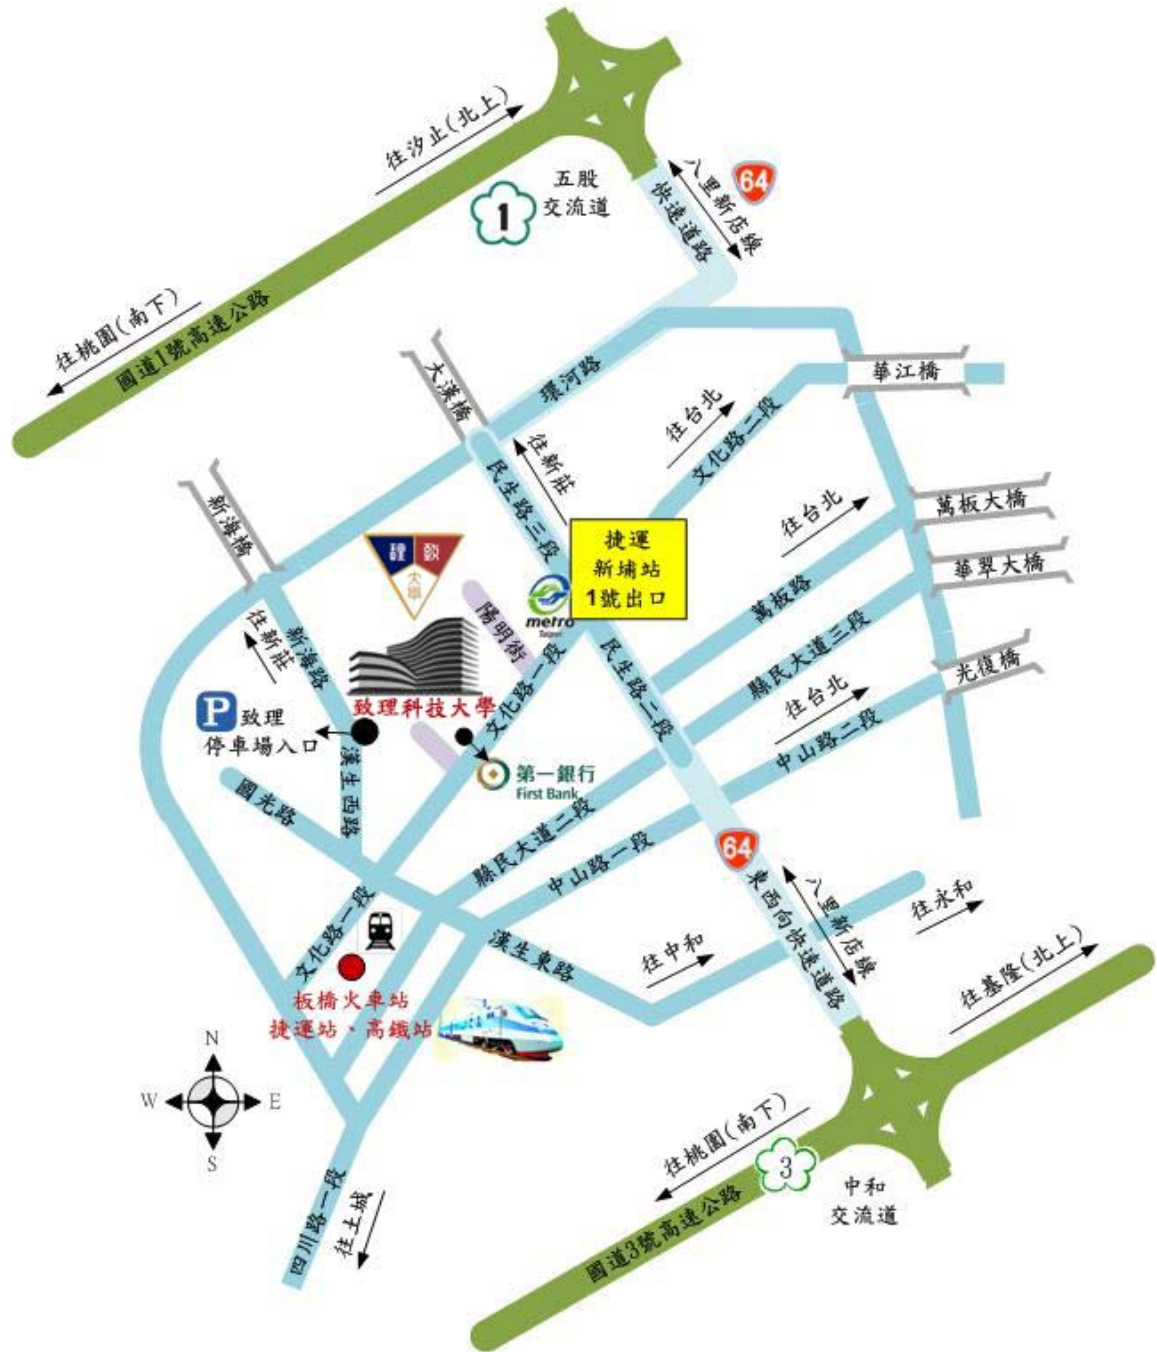 往汐止(北上)
五股
交流道
1
64
八里新店線
快速道路
往桃園(南下)
國道1號高速公路
大漢橋
環河路
華江橋
往台北
文化路二段
往新莊
民生路三段
新海橋
捷運
新埔站
1號出口
往台北
萬板大橋
華翠大橋
理 致
大學
metro
Taipei
陽明街
萬板路
往新莊
新海路
文化路一段
民生路二段
縣民大道三段
光復橋
致理科技大學
P 致理
停車場入口
往台北
中山路二段
漢生西路
第一銀行
First Bank
國光路
縣民大道二段
中山路一段
64
東西向快速道路
八里新店線
文化路一段
漢生東路
往中和
往永和
板橋火車站
捷運站、高鐵站
往基隆(北上)
N
W
E
S
往桃園(南下)
3
國道3號高速公路
中和
交流道
四川路一段
往土城